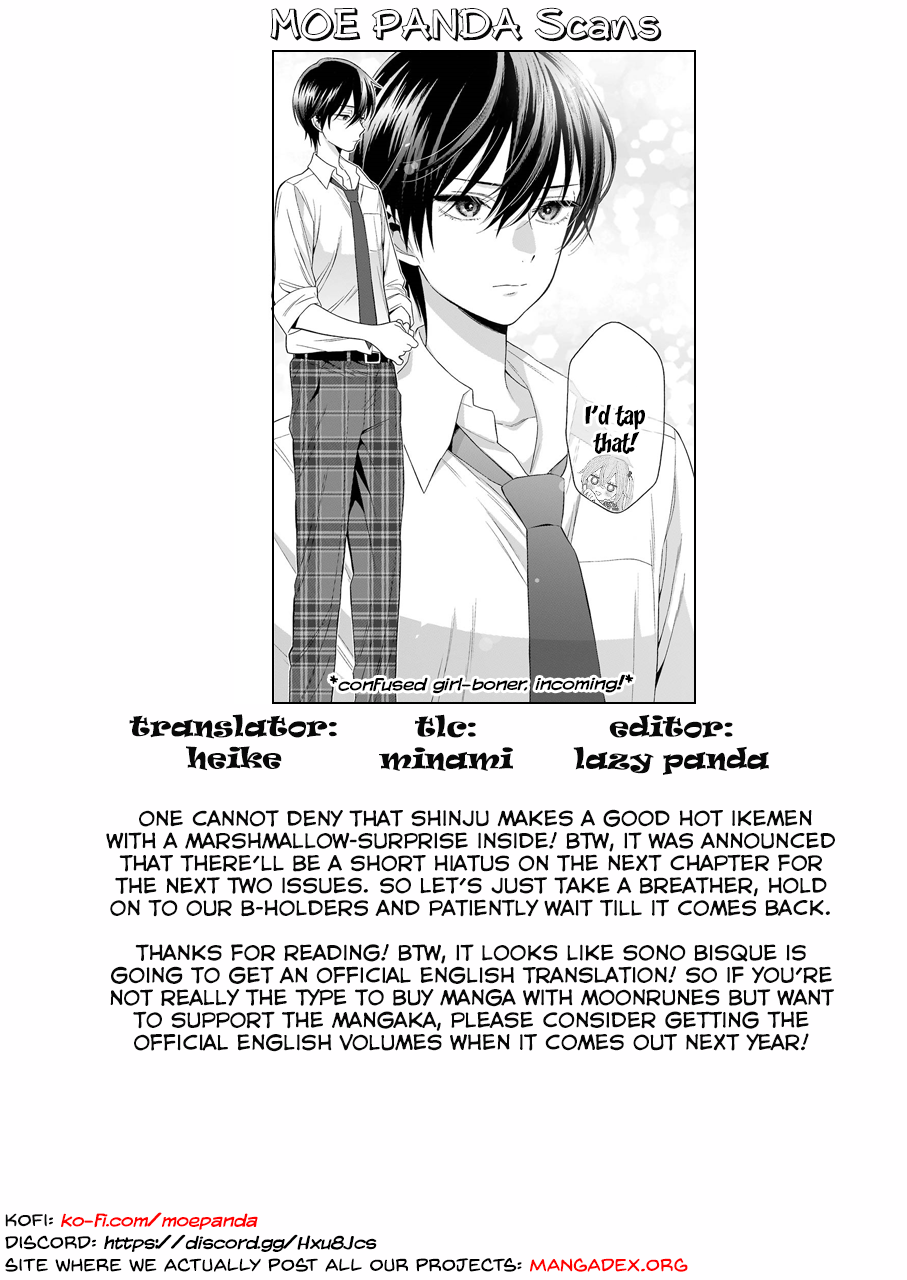 MOE PANDA Scans
I'd tap
that!
*confused girl-boner, incoming!*
translator:
heike
tlc:
minami
editor:
lazy panda
ONE CANNOT DENY THAT SHINJU MAKES A GOOD HOT IKEMEN
WITH A MARSHMALLOW-SURPRISE INSIDE! BTW, IT WAS ANNOUNCED
THAT THERE'LL BE A SHORT HIATUS ON THE NEXT CHAPTER FOR
THE NEXT TWO ISSUES. SO LET'S JUST TAKE A BREATHER, HOLD
ON TO OUR B-HOLDERS AND PATIENTLY WAIT TILL IT COMES BACK.
THANKS FOR READING! BTW, IT LOOKS LIKE SONO BISQUE IS
GOING TO GET AN OFFICIAL ENGLISH TRANSLATION! SO IF YOU'RE
NOT REALLY THE TYPE TO BUY MANGA WITH MOONRUNES BUT WANT
TO SUPPORT THE MANGAKA, PLEASE CONSIDER GETTING THE
OFFICIAL ENGLISH VOLUMES WHEN IT COMES OUT NEXT YEAR!
KOFI: ko-fi.com/moepanda
DISCORD: https://discord.gg/Hxu8Jcs
SITE WHERE WE ACTUALLY POST ALL OUR PROJECTS: MANGADEX.ORG